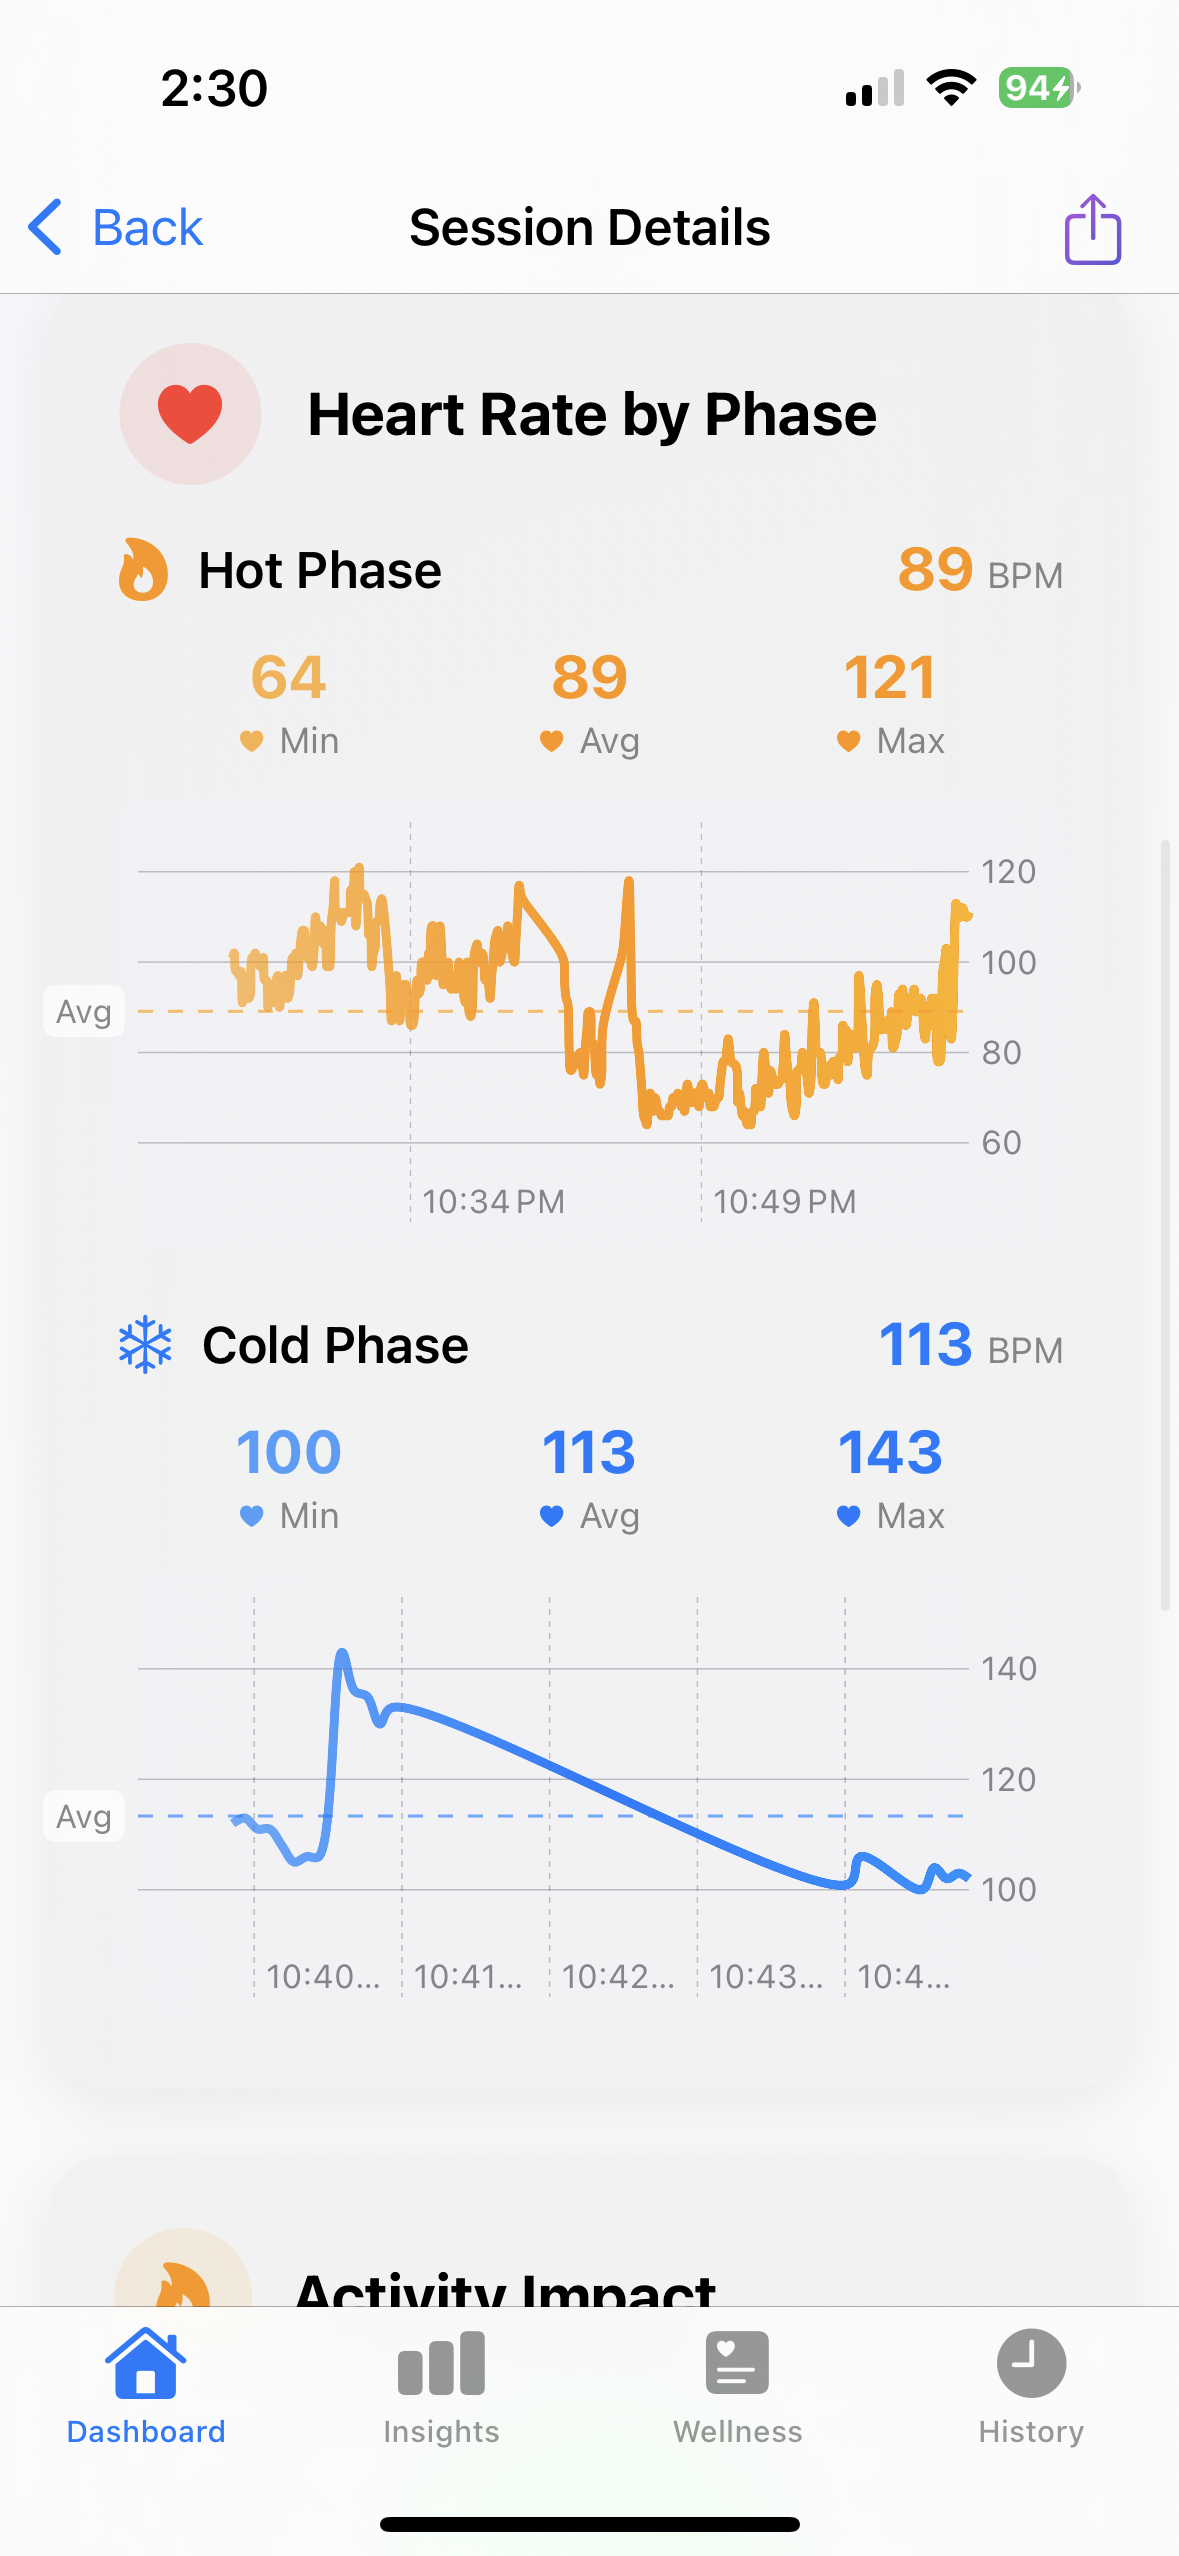 2:30
94
Back
Session Details
Heart Rate by Phase
Hot Phase
89 BPM
64 89 121
Min Avg Max
120
100
Avg
80
60
10:34 PM 10:49 PM
Cold Phase
113 BPM
100 113 143
Min Avg Max
140
120
Avg
100
10:40... 10:41... 10:42... 10:43... 10:4...
Activity Impact
Dashboard Insights Wellness History